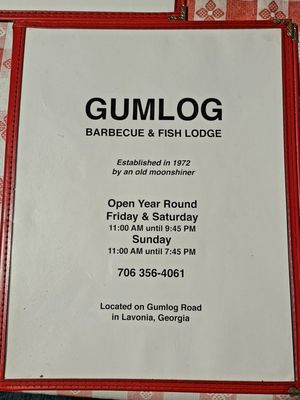 GUMLOG
BARBECUE & FISH LODGE
Established in 1972
by an old moonshiner
Open Year Round
Friday & Saturday
11:00 AM until 9:45 PM
Sunday
11:00 AM until 7:45 PM
706 356-4061
Located on Gumlog Road
in Lavonia, Georgia